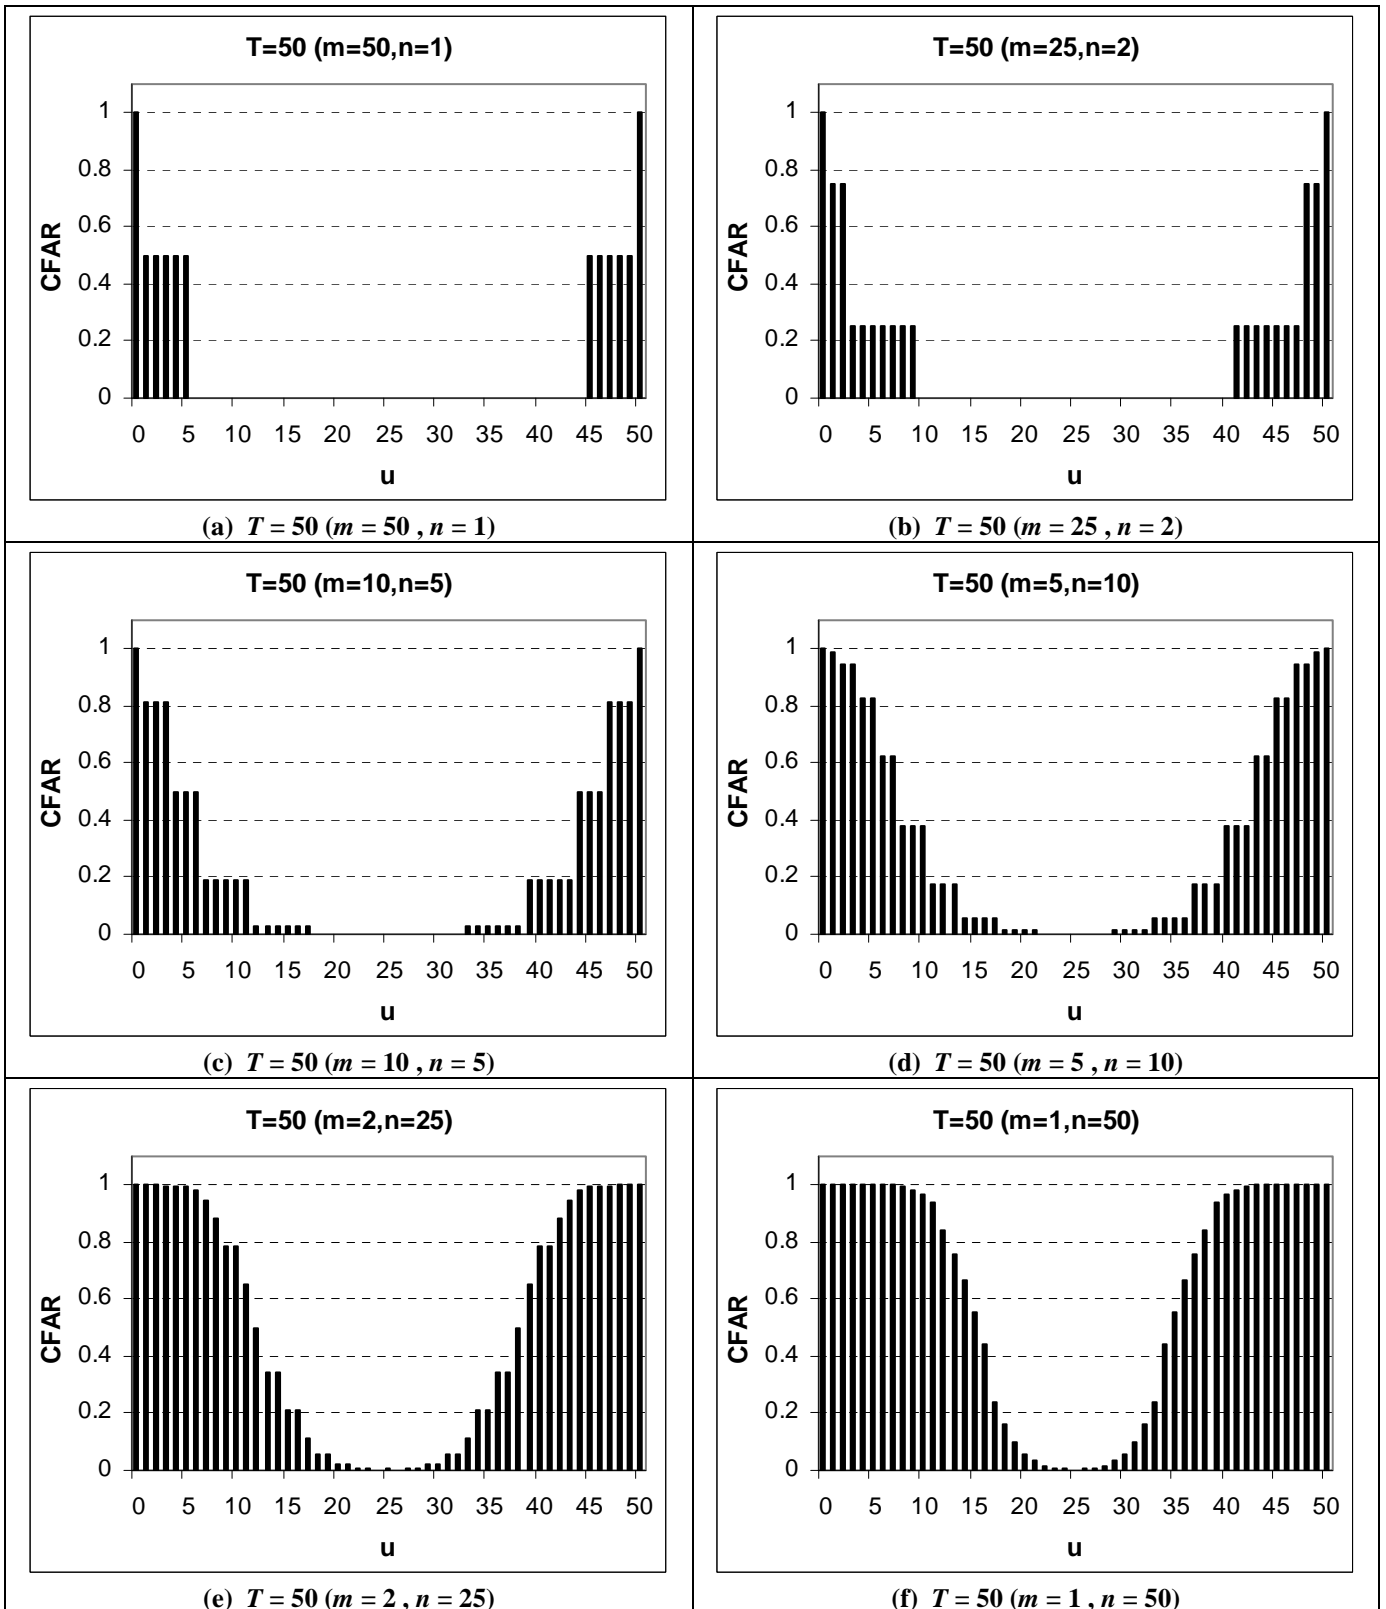 T=50 (m=50,n=1)
1
0.8
0.6
0.4
0.2
0
CFAR
0 5 10 15 20 25 30 35 40 45 50
u
(a) T = 50 (m = 50 , n = 1)
T=50 (m=25,n=2)
1
0.8
0.6
0.4
0.2
0
CFAR
0 5 10 15 20 25 30 35 40 45 50
u
(b) T = 50 (m = 25 , n = 2)
T=50 (m=10,n=5)
1
0.8
0.6
0.4
0.2
0
CFAR
0 5 10 15 20 25 30 35 40 45 50
u
(c) T = 50 (m = 10 , n = 5)
T=50 (m=5,n=10)
1
0.8
0.6
0.4
0.2
0
CFAR
0 5 10 15 20 25 30 35 40 45 50
u
(d) T = 50 (m = 5 , n = 10)
T=50 (m=2,n=25)
1
0.8
0.6
0.4
0.2
0
CFAR
0 5 10 15 20 25 30 35 40 45 50
u
(e) T = 50 (m = 2 , n = 25)
T=50 (m=1,n=50)
1
0.8
0.6
0.4
0.2
0
CFAR
0 5 10 15 20 25 30 35 40 45 50
u
(f) T = 50 (m = 1 , n = 50)